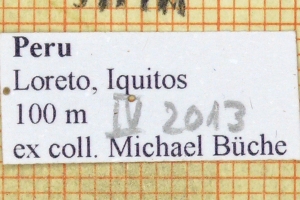 Peru
Loreto, Iquitos
100 m IV 2013
ex coll. Michael Büche